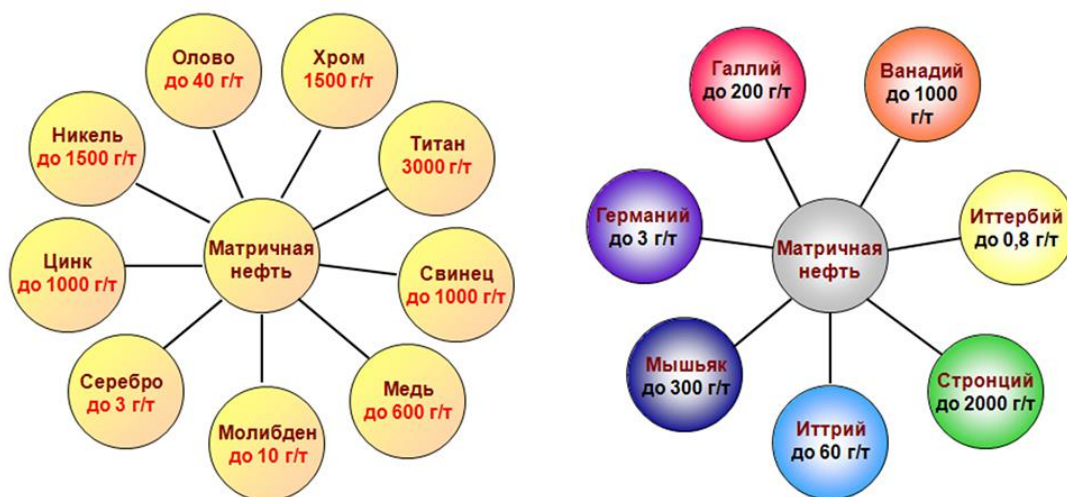 Олово
до 40 г/т
Хром
1500 г/т
Никель
до 1500 г/т
Титан
3000 г/т
Матричная
нефть
Цинк
до 1000 г/т
Свинец
до 1000 г/т
Серебро
до 3 г/т
Медь
до 600 г/т
Молибден
до 10 г/т
Галлий
до 200 г/т
Ванадий
до 1000
г/т
Германий
до 3 г/т
Иттербий
до 0,8 г/т
Матричная
нефть
Мышьяк
до 300 г/т
Стронций
до 2000 г/т
Иттрий
до 60 г/т